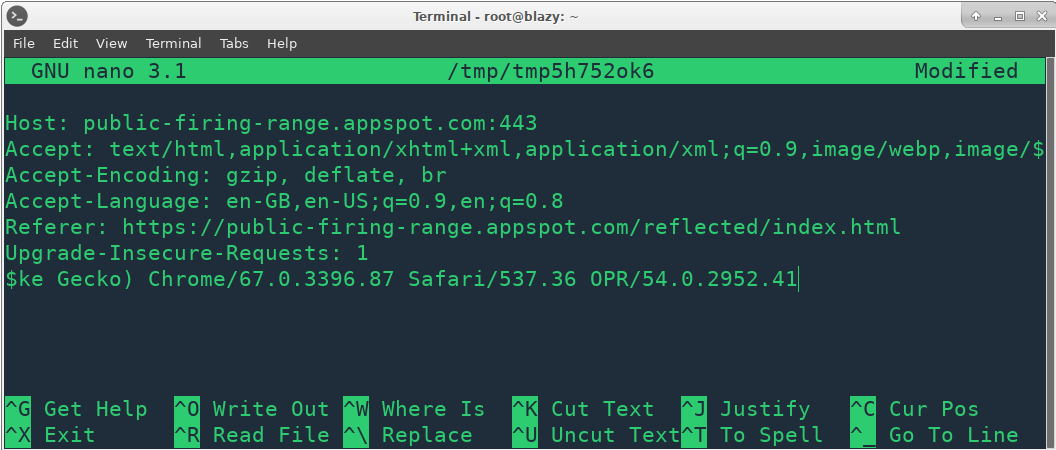 Terminal - root@blazy: ~
File Edit View Terminal Tabs Help
GNU nano 3.1 /tmp/tmp5h752ok6 Modified
Host: public-firing-range.appspot.com:443
Accept: text/html,application/xhtml+xml,application/xml;q=0.9,image/webp,image/$
Accept-Encoding: gzip, deflate, br
Accept-Language: en-GB,en-US;q=0.9,en;q=0.8
Referer: https://public-firing-range.appspot.com/reflected/index.html
Upgrade-Insecure-Requests: 1
$ke Gecko) Chrome/67.0.3396.87 Safari/537.36 OPR/54.0.2952.41
^G Get Help ^O Write Out ^W Where Is ^K Cut Text ^J Justify ^C Cur Pos
^X Exit ^R Read File ^\ Replace ^U Uncut Text ^T To Spell ^_ Go To Line